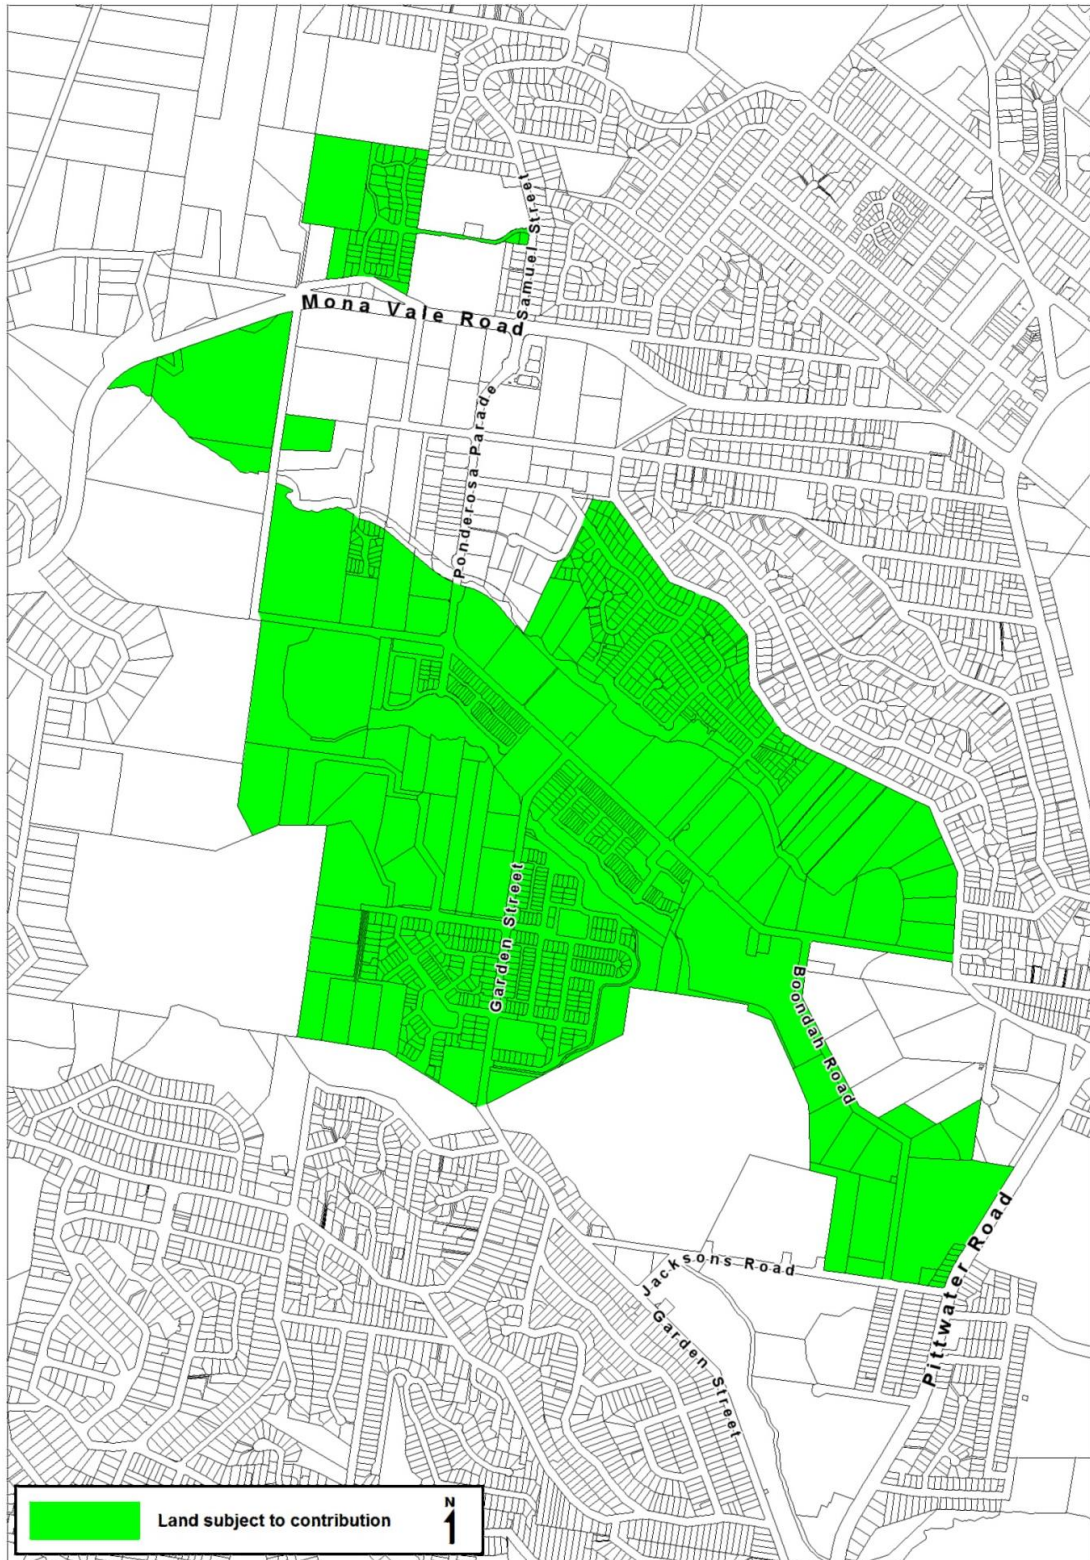 Samuel Street
Mona Vale Road
Ponderosa Parade
Garden Street
Boondah Road
Pittwater Road
Jacksons Road
Garden Street
Land subject to contribution
N